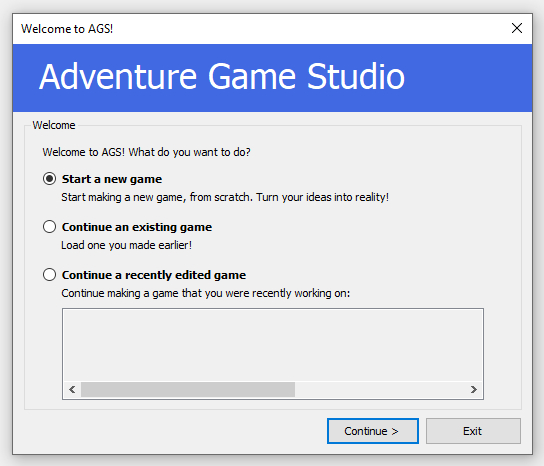 Welcome to AGS!
Adventure Game Studio
Welcome
Welcome to AGS! What do you want to do?
Start a new game
Start making a new game, from scratch. Turn your ideas into reality!
Continue an existing game
Load one you made earlier!
Continue a recently edited game
Continue making a game that you were recently working on:
Continue >
Exit